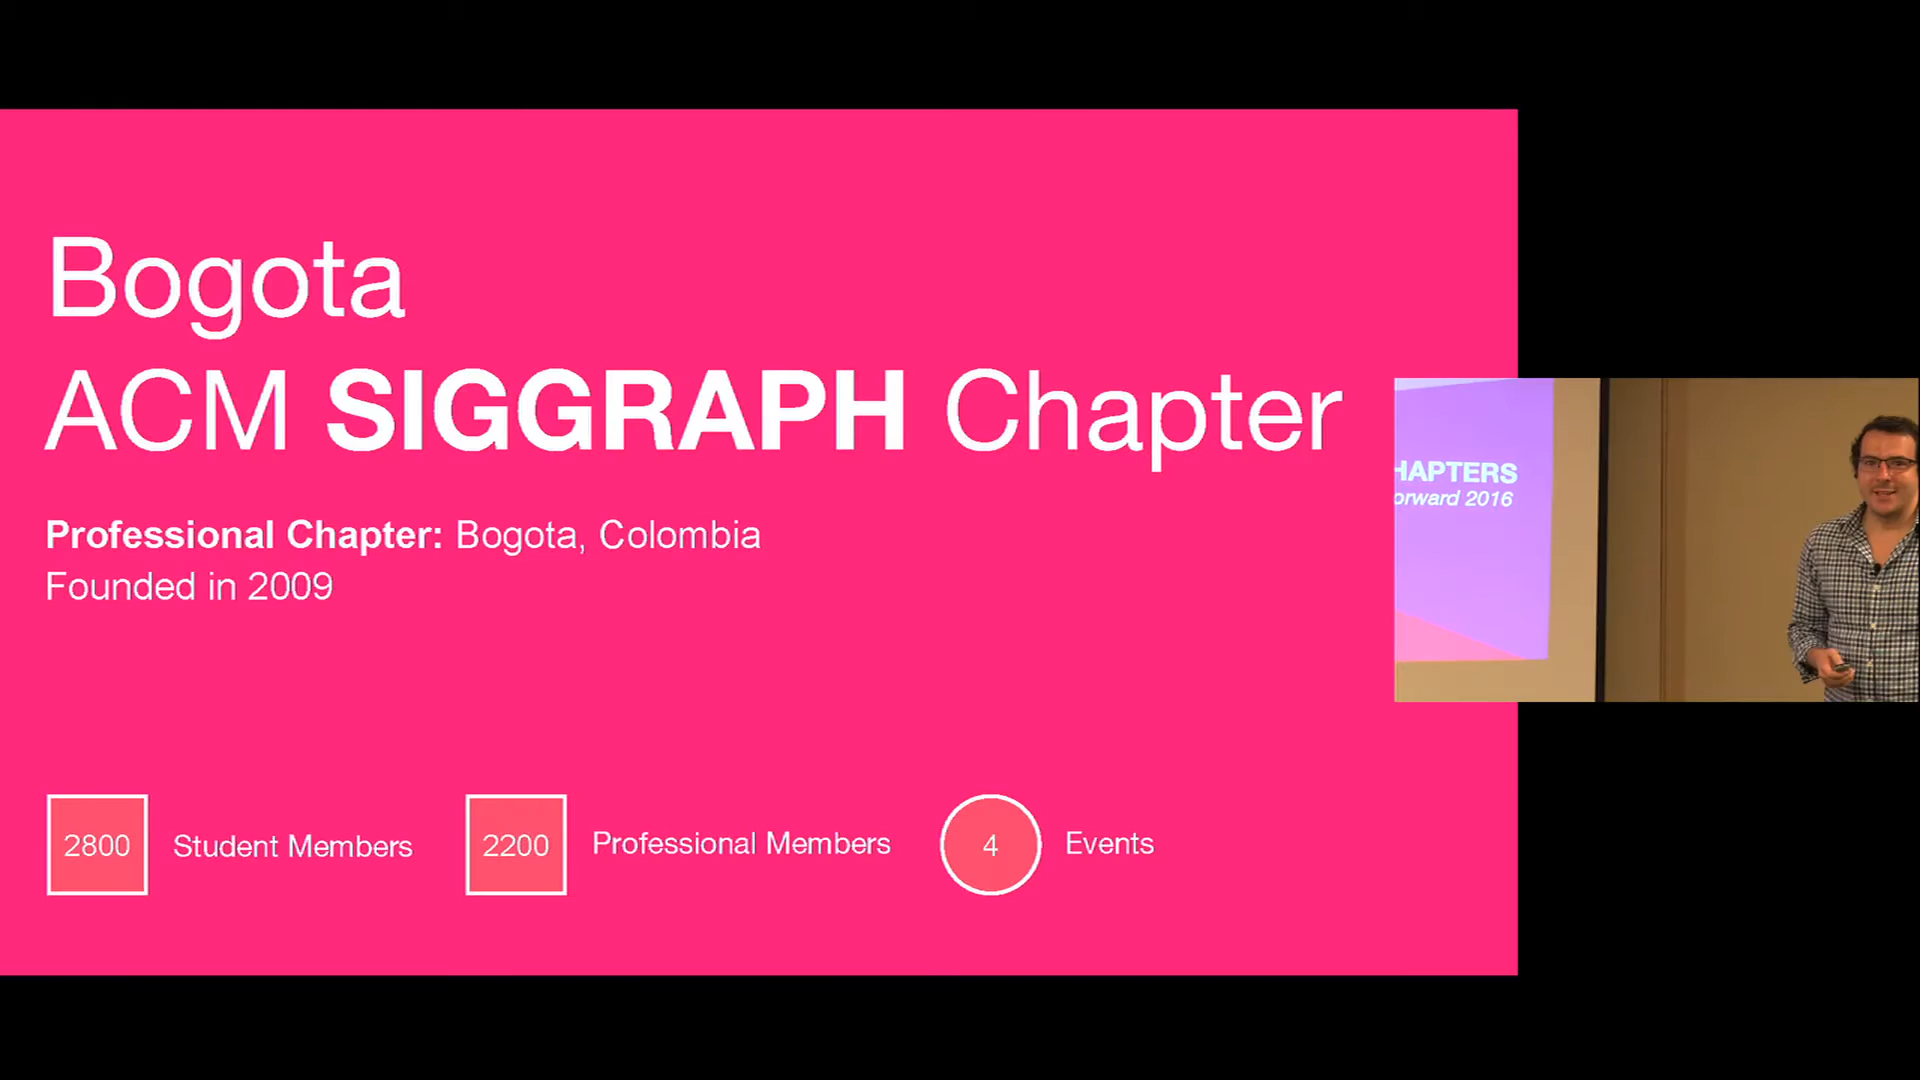 Bogota
ACM SIGGRAPH Chapter
Professional Chapter: Bogota, Colombia
Founded in 2009
2800 Student Members
2200 Professional Members
4 Events
HAPTERS
orward 2016